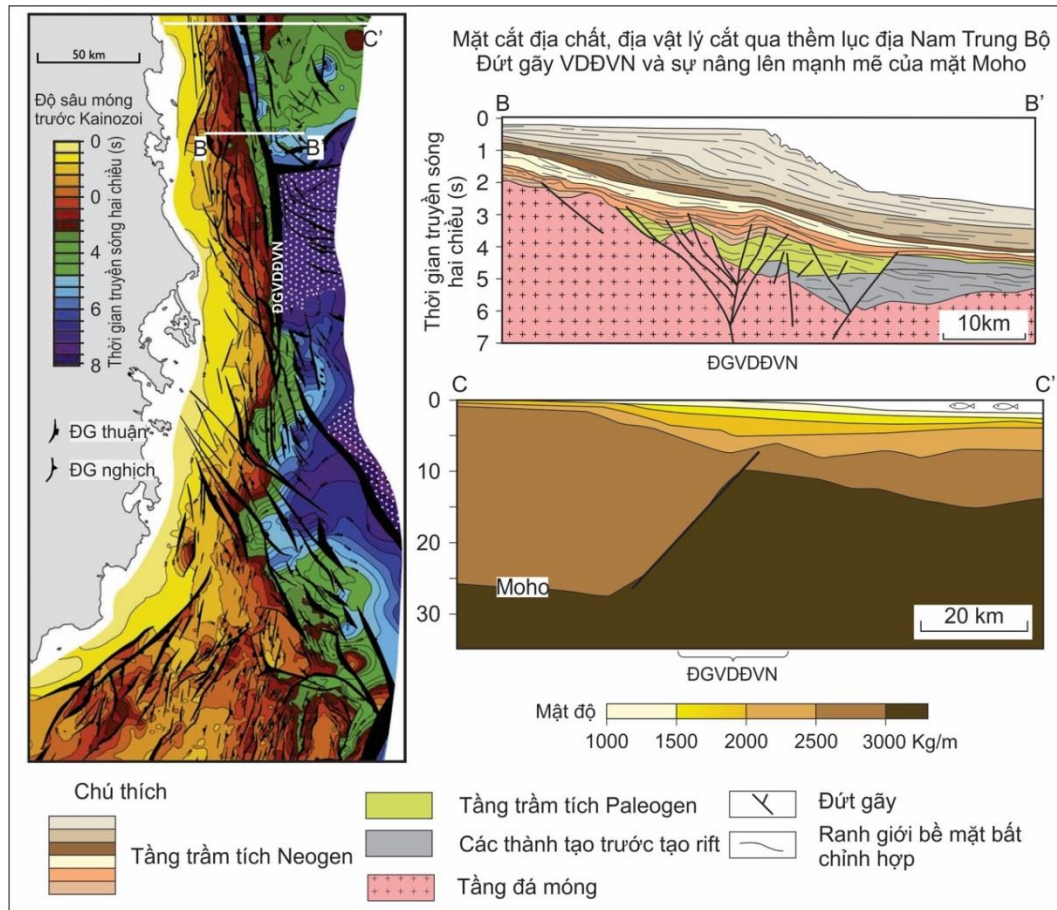 50 km
C'
Độ sâu móng
trước Kainozoi
0
2
0
4
6
8
Thời gian truyền sóng hai chiều (s)
B
B'
ĐGVDĐVN
ĐG thuận
ĐG nghịch
Mặt cắt địa chất, địa vật lý cắt qua thềm lục địa Nam Trung Bộ
Đứt gãy VDĐVN và sự nâng lên mạnh mẽ của mặt Moho
B
B'
Thời gian truyền sóng
hai chiều (s)
0
1
2
3
4
5
6
7
10km
ĐGVDĐVN
C
C'
0
10
20
30
Moho
20 km
ĐGVDĐVN
Mật độ
1000 1500 2000 2500 3000 Kg/m
Chú thích
Tầng trầm tích Neogen
Tầng trầm tích Paleogen
Các thành tạo trước tạo rift
Tầng đá móng
Đứt gãy
Ranh giới bề mặt bất
chỉnh hợp